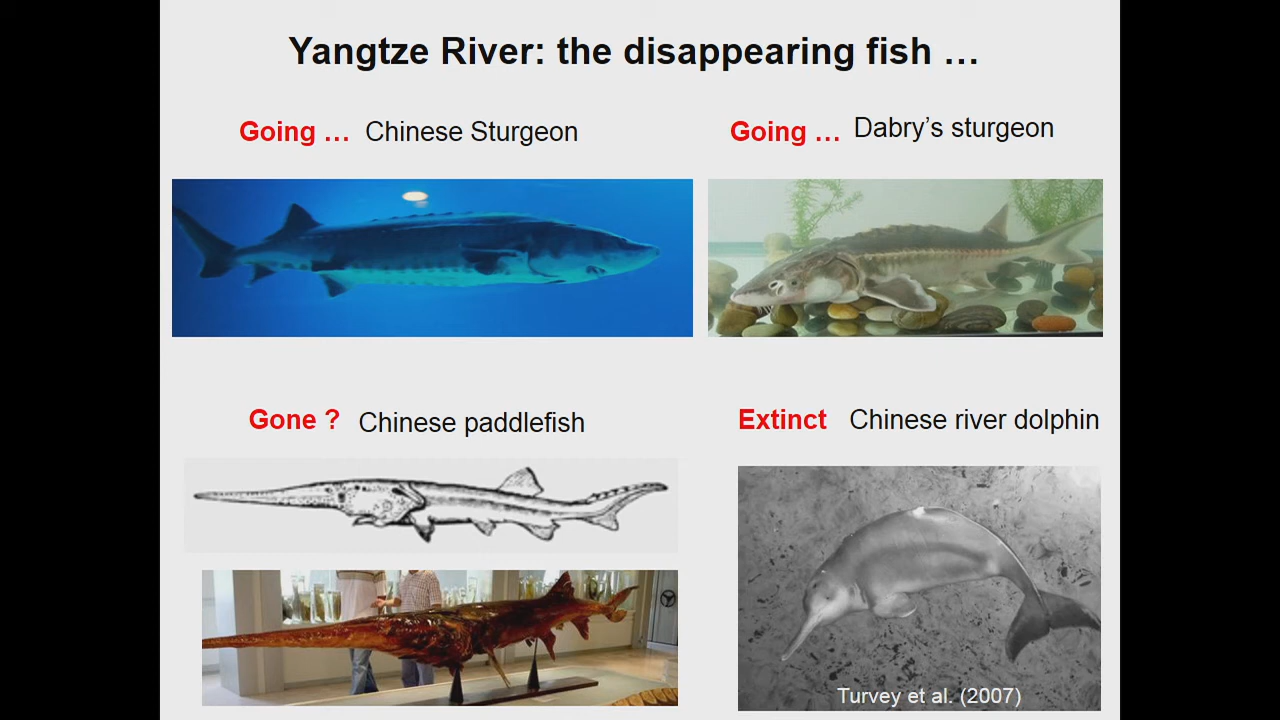 Yangtze River: the disappearing fish …
Going … Chinese Sturgeon
Going … Dabry’s sturgeon
Gone ? Chinese paddlefish
Extinct Chinese river dolphin
Turvey et al. (2007)